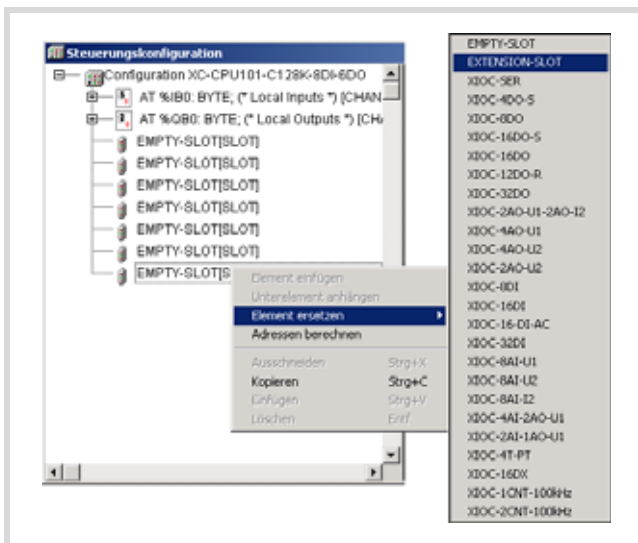 Steuerungskonfiguration
Configuration XC-CPU101-C128K-8DI-6DO
AT %IB0: BYTE; (* Local Inputs *) [CHAN
AT %QB0: BYTE; (* Local Outputs *) [CHA
EMPTY-SLOT[SLOT]
EMPTY-SLOT[SLOT]
EMPTY-SLOT[SLOT]
EMPTY-SLOT[SLOT]
EMPTY-SLOT[SLOT]
EMPTY-SLOT[SLOT]
EMPTY-SLOT[S
Element einfügen
Unterelement anhängen
Element ersetzen
Adressen berechnen
Ausschneiden Strg+X
Kopieren Strg+C
Einfügen Strg+V
Löschen Entf
EMPTY-SLOT
EXTENSION-SLOT
XIOC-SER
XIOC-4DO-S
XIOC-8DO
XIOC-16DO-S
XIOC-16DO
XIOC-12DO-R
XIOC-32DO
XIOC-2AO-U1-2AO-I2
XIOC-4AO-U1
XIOC-4AO-U2
XIOC-2AO-U2
XIOC-8DI
XIOC-16DI
XIOC-16-DI-AC
XIOC-32DI
XIOC-8AI-U1
XIOC-8AI-U2
XIOC-8AI-I2
XIOC-4AI-2AO-U1
XIOC-2AI-1AO-U1
XIOC-4T-PT
XIOC-16DX
XIOC-1CNT-100kHz
XIOC-2CNT-100kHz